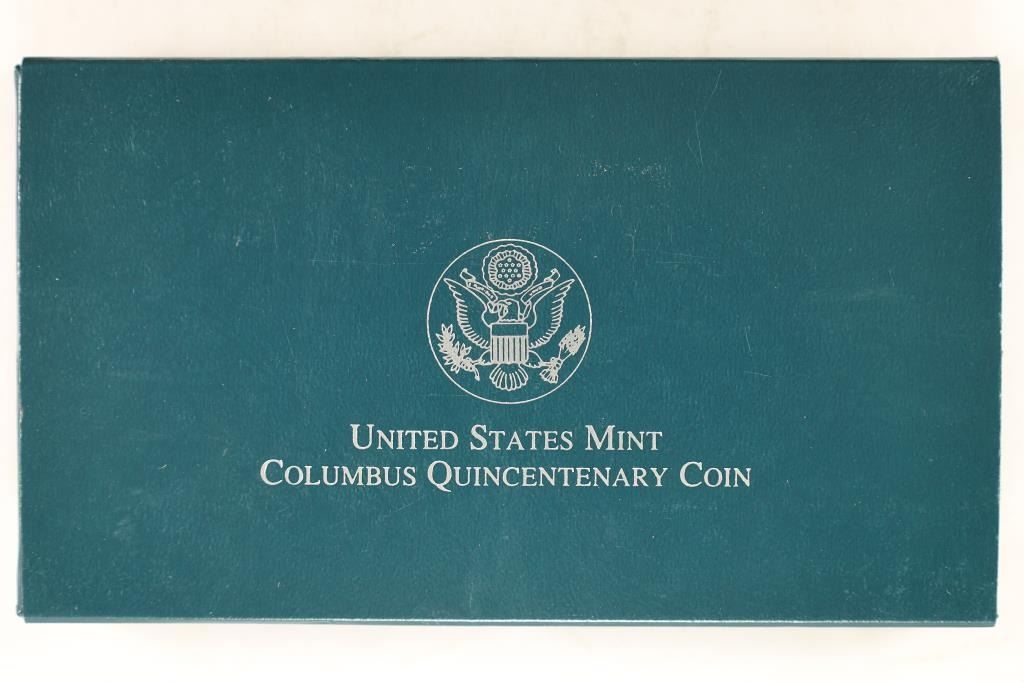 United States Mint
Columbus Quincentenary Coin